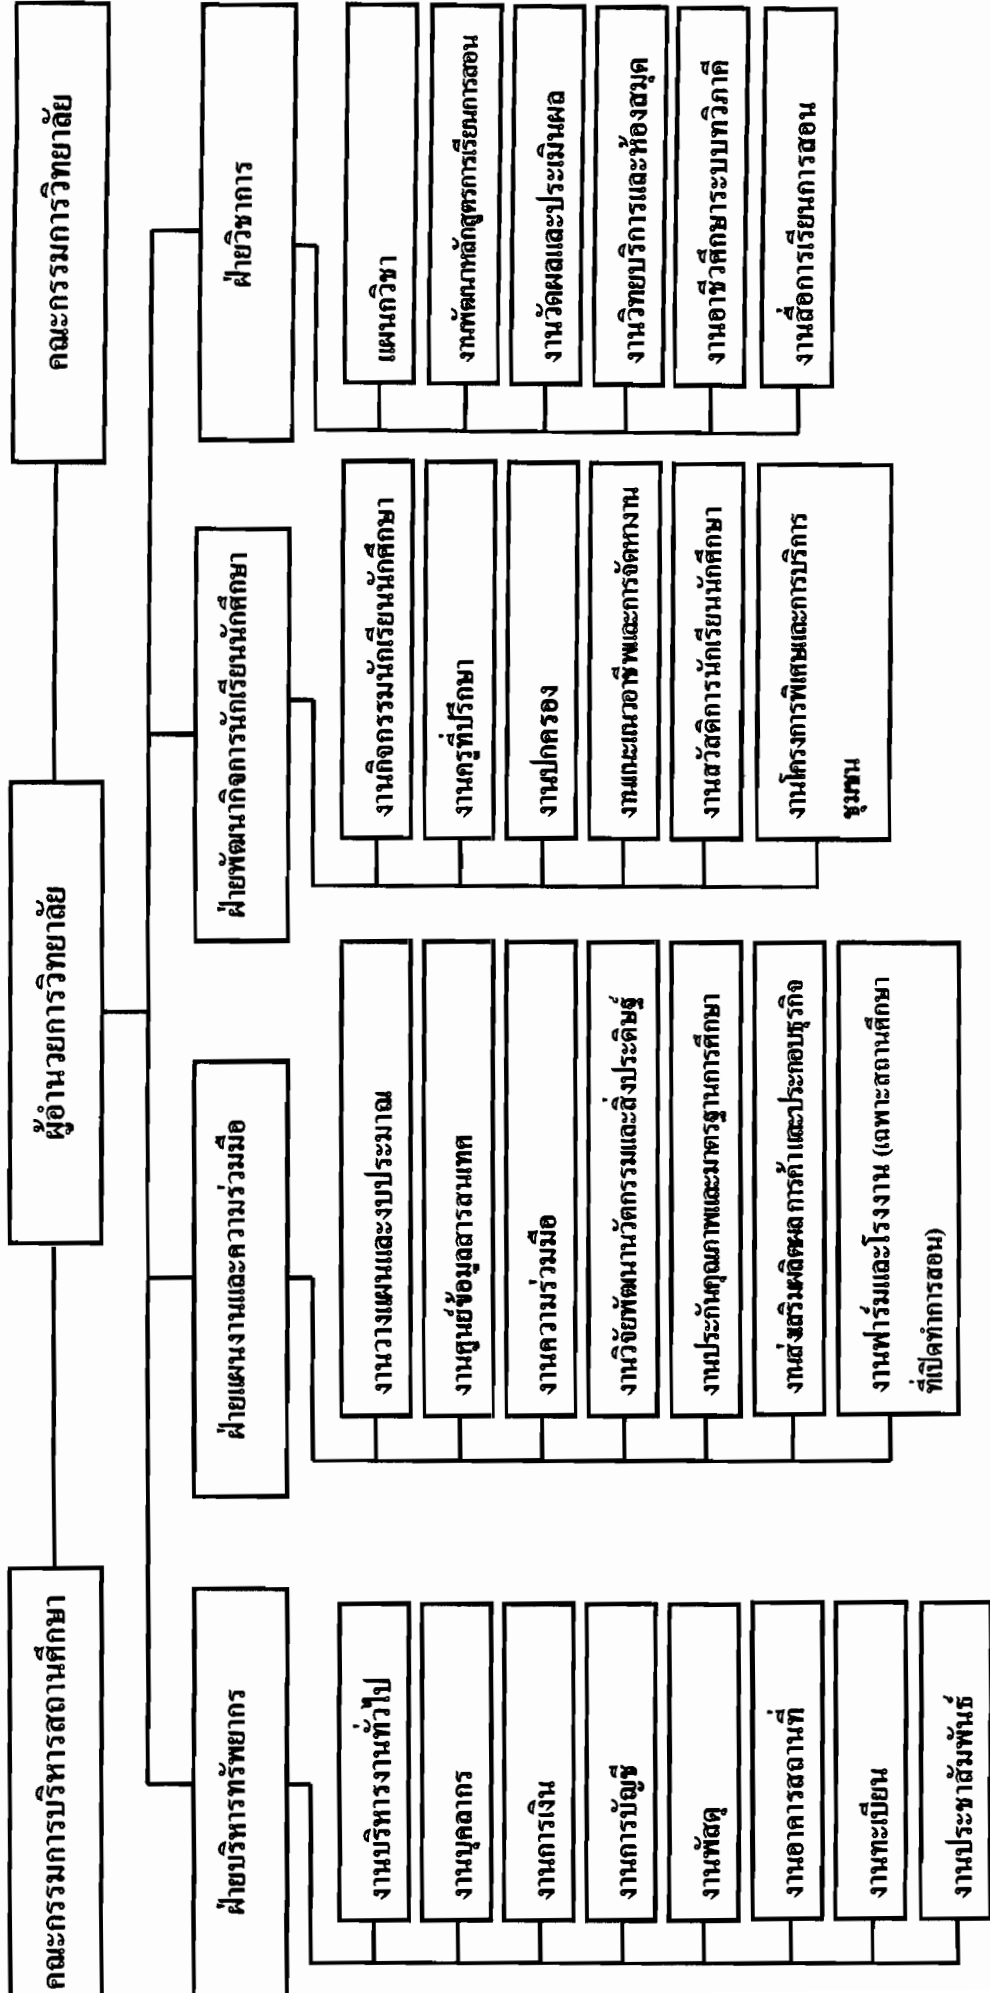 คณะกรรมการบริหารสถานศึกษา
ผู้อำนวยการวิทยาลัย
คณะกรรมการวิทยาลัย
ฝ่ายบริหารทรัพยากร
งานบริหารงานทั่วไป
งานบุคลากร
งานการเงิน
งานการบัญชี
งานพัสดุ
งานอาคารสถานที่
งานทะเบียน
งานประชาสัมพันธ์
ฝ่ายแผนงานและความร่วมมือ
งานวางแผนและงบประมาณ
งานศูนย์ข้อมูลสารสนเทศ
งานความร่วมมือ
งานวิจัยพัฒนานวัตกรรมและสิ่งประดิษฐ์
งานประกันคุณภาพและมาตรฐานการศึกษา
งานส่งเสริมผลิตผล การค้าและประกอบธุรกิจ
งานฟาร์มและโรงงาน (เฉพาะสถานศึกษา
ที่เปิดทำการสอน)
ฝ่ายพัฒนากิจการนักเรียนนักศึกษา
งานกิจกรรมนักเรียนนักศึกษา
งานครูที่ปรึกษา
งานปกครอง
งานแนะแนวอาชีพและการจัดหางาน
งานสวัสดิการนักเรียนนักศึกษา
งานโครงการพิเศษและการบริการ
ชุมชน
ฝ่ายวิชาการ
แผนกวิชา
งานพัฒนาหลักสูตรการเรียนการสอน
งานวัดผลและประเมินผล
งานวิทยบริการและห้องสมุด
งานอาชีวศึกษาระบบทวิภาคี
งานสื่อการเรียนการสอน